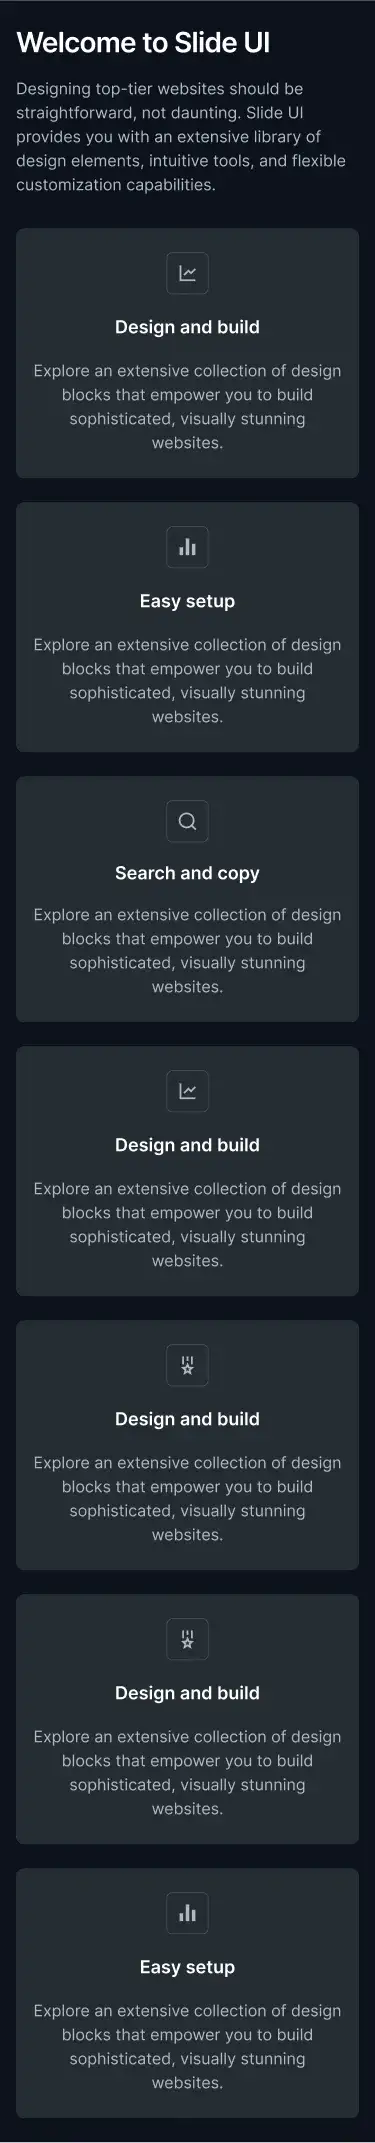 Welcome to Slide UI
Designing top-tier websites should be
straightforward, not daunting. Slide UI
provides you with an extensive library of
design elements, intuitive tools, and flexible
customization capabilities.
Design and build
Explore an extensive collection of design
blocks that empower you to build
sophisticated, visually stunning
websites.
Easy setup
Explore an extensive collection of design
blocks that empower you to build
sophisticated, visually stunning
websites.
Search and copy
Explore an extensive collection of design
blocks that empower you to build
sophisticated, visually stunning
websites.
Design and build
Explore an extensive collection of design
blocks that empower you to build
sophisticated, visually stunning
websites.
Design and build
Explore an extensive collection of design
blocks that empower you to build
sophisticated, visually stunning
websites.
Design and build
Explore an extensive collection of design
blocks that empower you to build
sophisticated, visually stunning
websites.
Easy setup
Explore an extensive collection of design
blocks that empower you to build
sophisticated, visually stunning
websites.